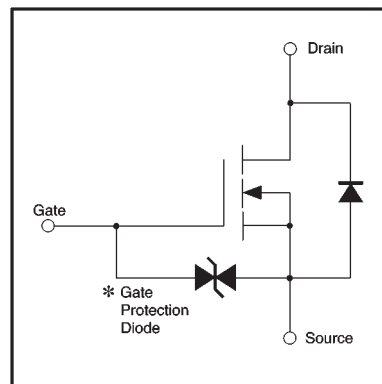 Drain
Gate
* Gate
Protection
Diode
Source